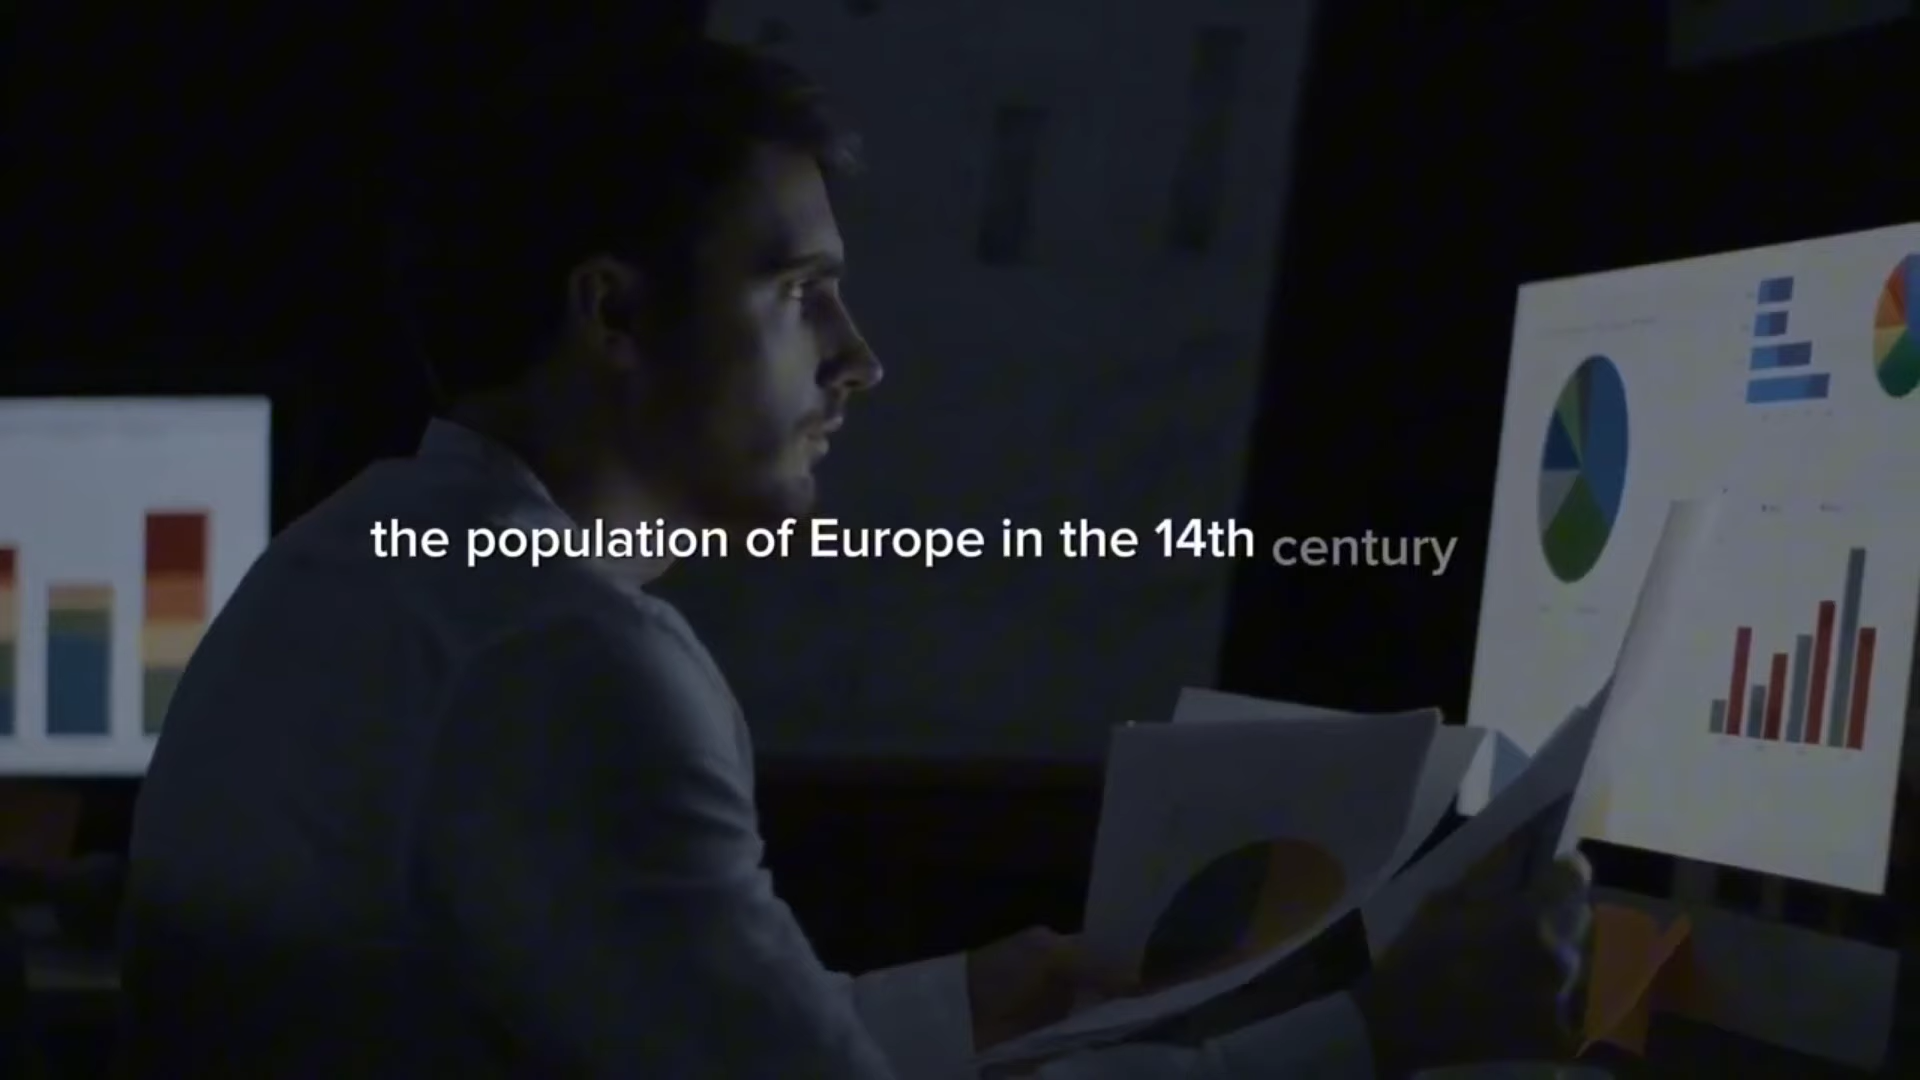 the population of Europe in the 14th century